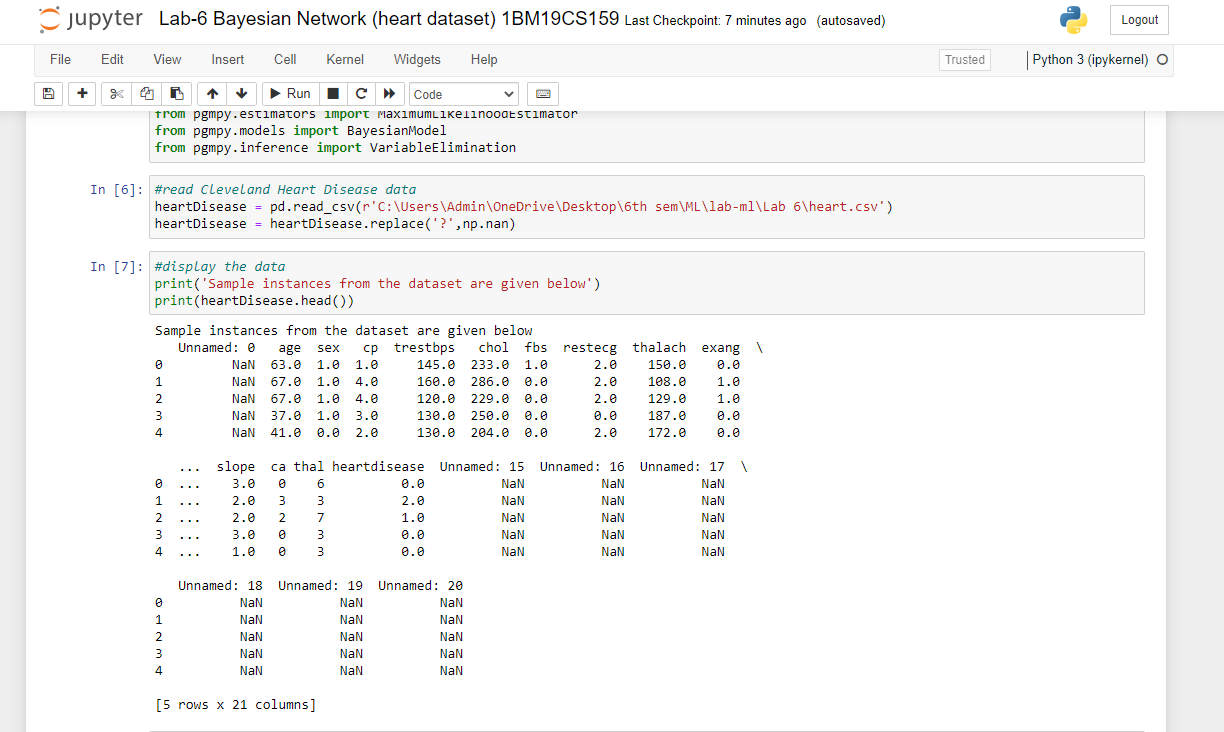 jupyter Lab-6 Bayesian Network (heart dataset) 1BM19CS159 Last Checkpoint: 7 minutes ago (autosaved)
Logout
File Edit View Insert Cell Kernel Widgets Help
Trusted
Python 3 (ipykernel)
Run
Code
from pgmpy.estimators import MaximumLikelihoodEstimator
from pgmpy.models import BayesianModel
from pgmpy.inference import VariableElimination
In [6]: #read Cleveland Heart Disease data
heartDisease = pd.read_csv(r'C:\Users\Admin\OneDrive\Desktop\6th sem\ML\lab-ml\Lab 6\heart.csv')
heartDisease = heartDisease.replace('?',np.nan)
In [7]: #display the data
print('Sample instances from the dataset are given below')
print(heartDisease.head())
Sample instances from the dataset are given below
Unnamed: 0 age sex cp trestbps chol fbs restecg thalach exang \
0 NaN 63.0 1.0 1.0 145.0 233.0 1.0 2.0 150.0 0.0
1 NaN 67.0 1.0 4.0 160.0 286.0 0.0 2.0 108.0 1.0
2 NaN 67.0 1.0 4.0 120.0 229.0 0.0 2.0 129.0 1.0
3 NaN 37.0 1.0 3.0 130.0 250.0 0.0 0.0 187.0 0.0
4 NaN 41.0 0.0 2.0 130.0 204.0 0.0 2.0 172.0 0.0
... slope ca thal heartdisease Unnamed: 15 Unnamed: 16 Unnamed: 17 \
0 ... 3.0 0 6 0.0 NaN NaN NaN
1 ... 2.0 3 3 2.0 NaN NaN NaN
2 ... 2.0 2 7 1.0 NaN NaN NaN
3 ... 3.0 0 3 0.0 NaN NaN NaN
4 ... 1.0 0 3 0.0 NaN NaN NaN
Unnamed: 18 Unnamed: 19 Unnamed: 20
0 NaN NaN NaN
1 NaN NaN NaN
2 NaN NaN NaN
3 NaN NaN NaN
4 NaN NaN NaN
[5 rows x 21 columns]